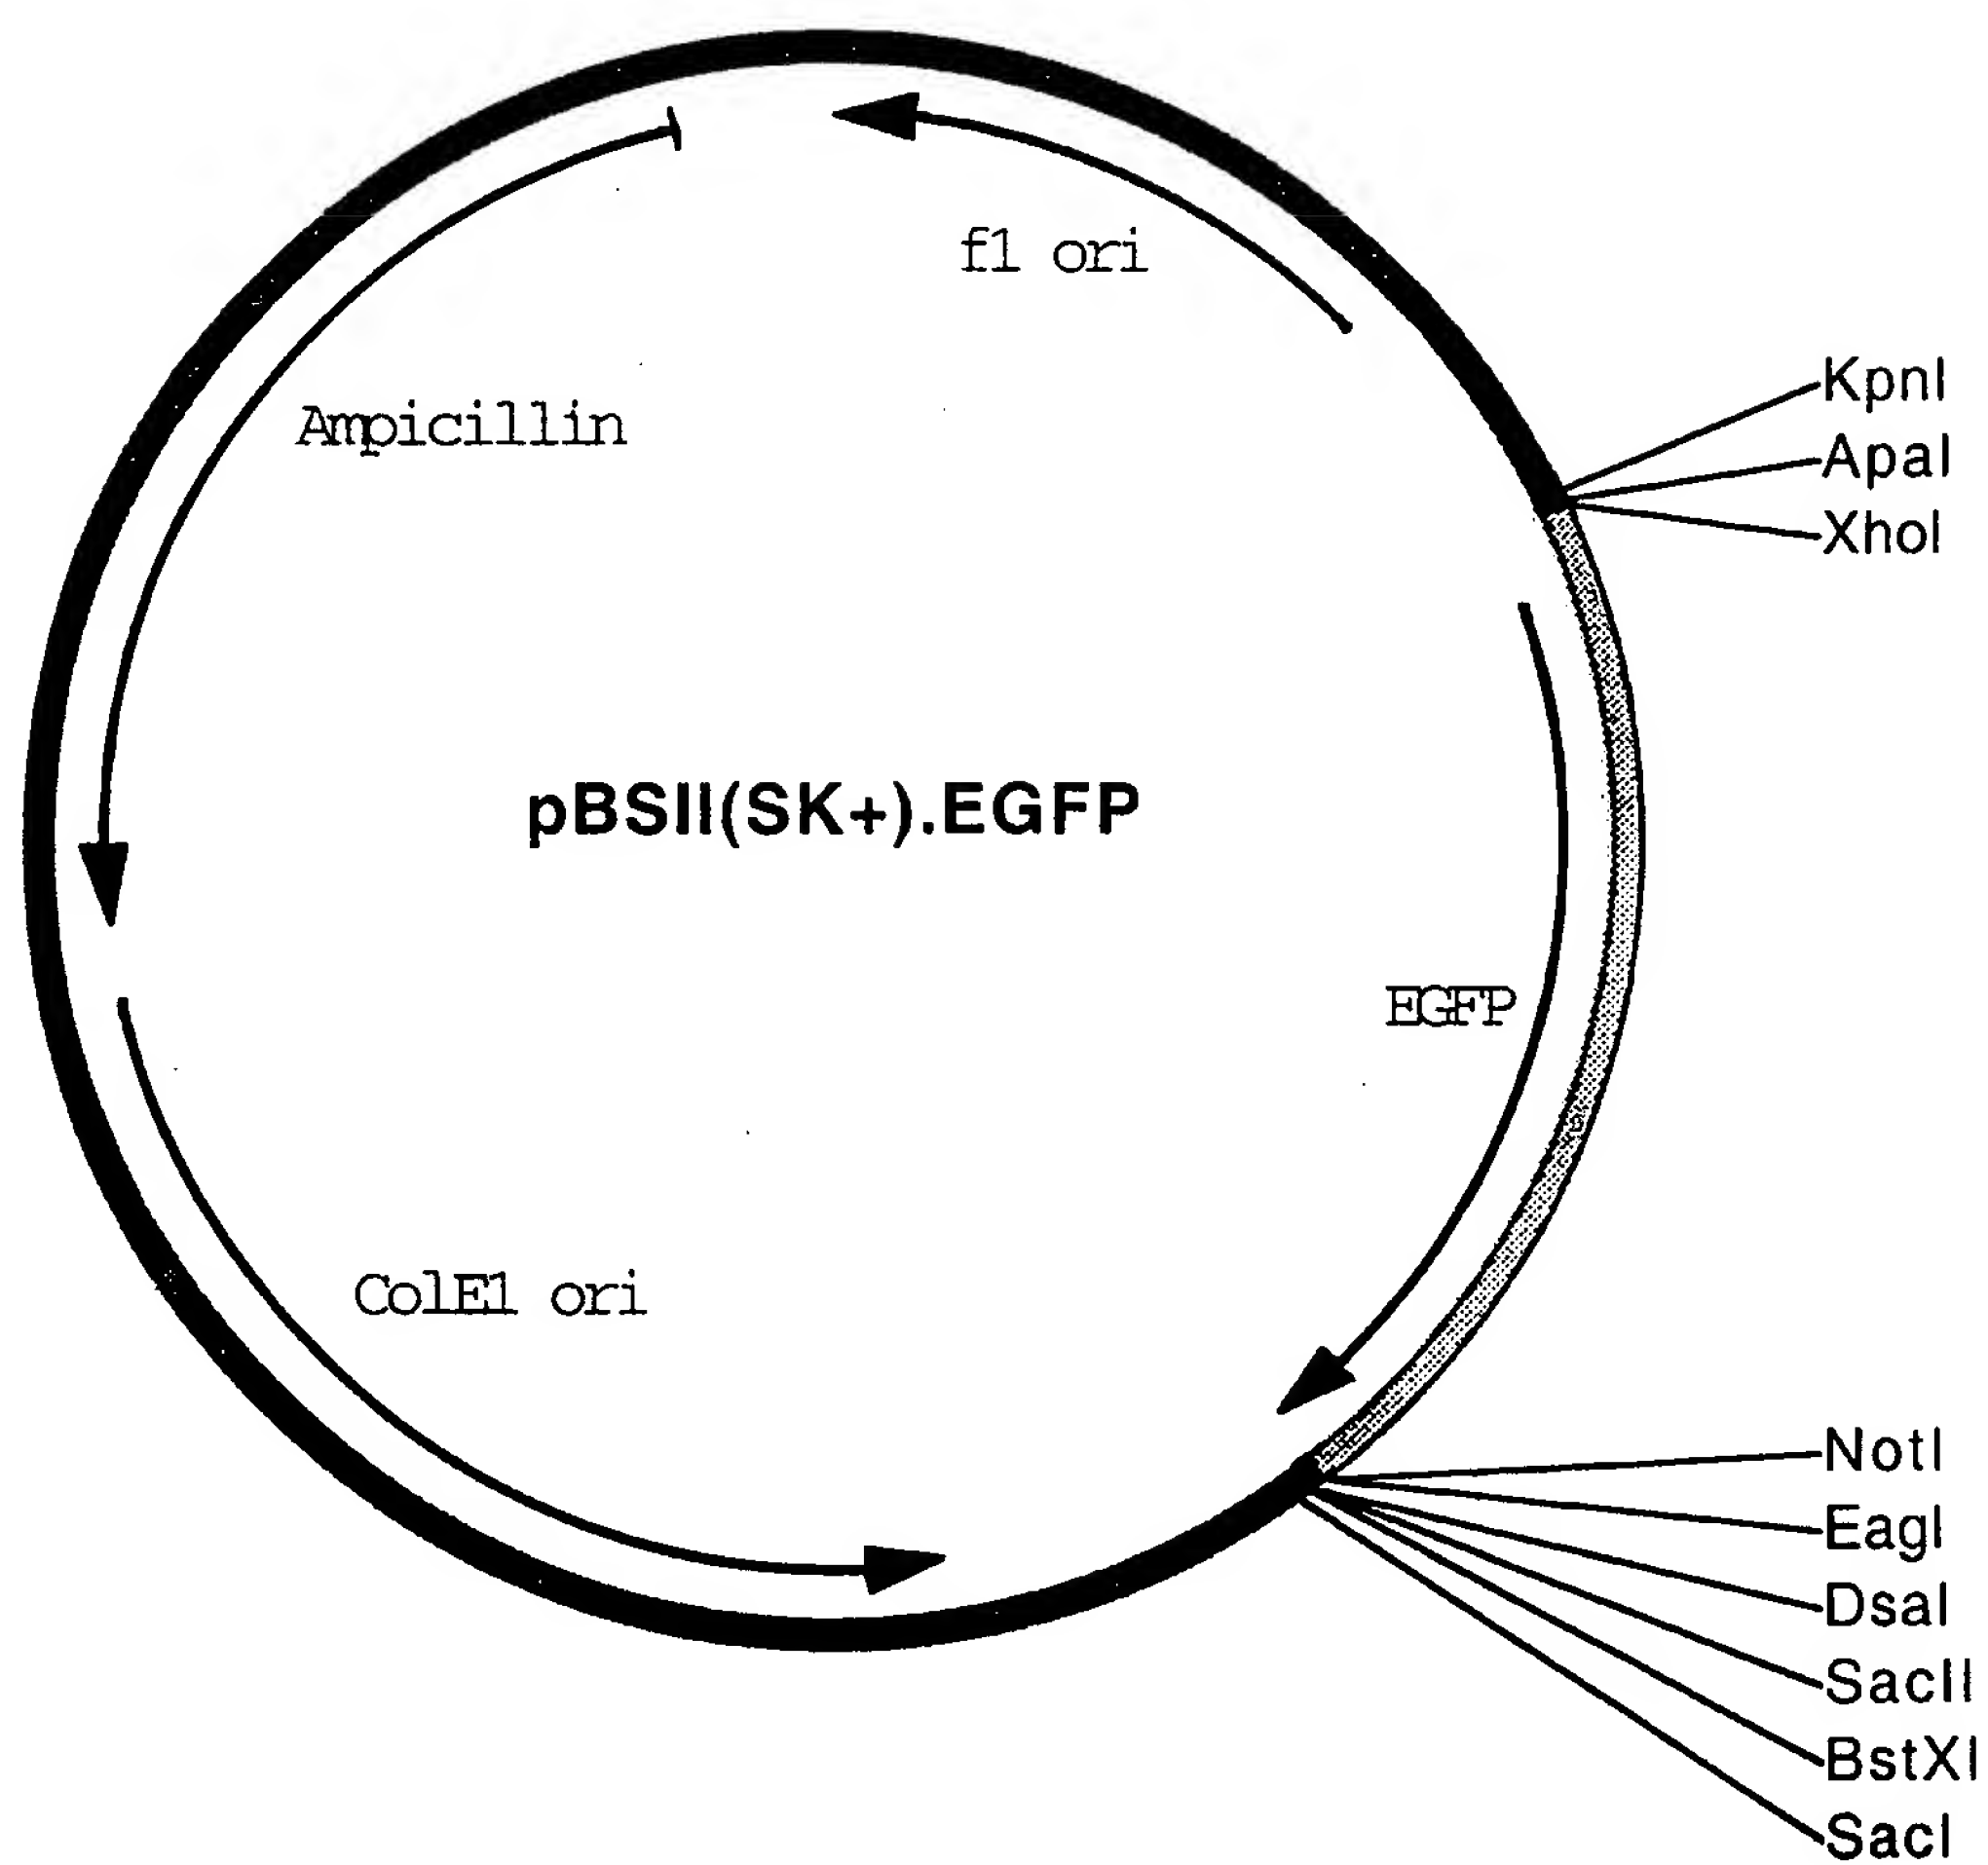 f1 ori
KpnI
ApaI
Ampicillin
XhoI
pBSII(SK+).EGFP
EGFP
ColE1 ori
NotI
EagI
DsaI
SacII
BstXI
SacI